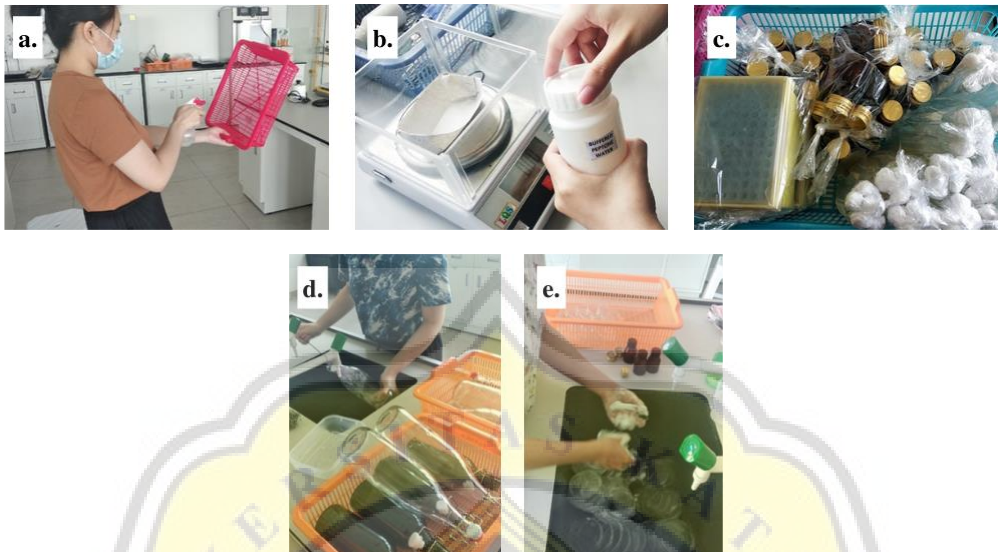 a.
b.
c.
BUFFERED
PEPTONE
WATER
d.
e.
R S I T A S K A T